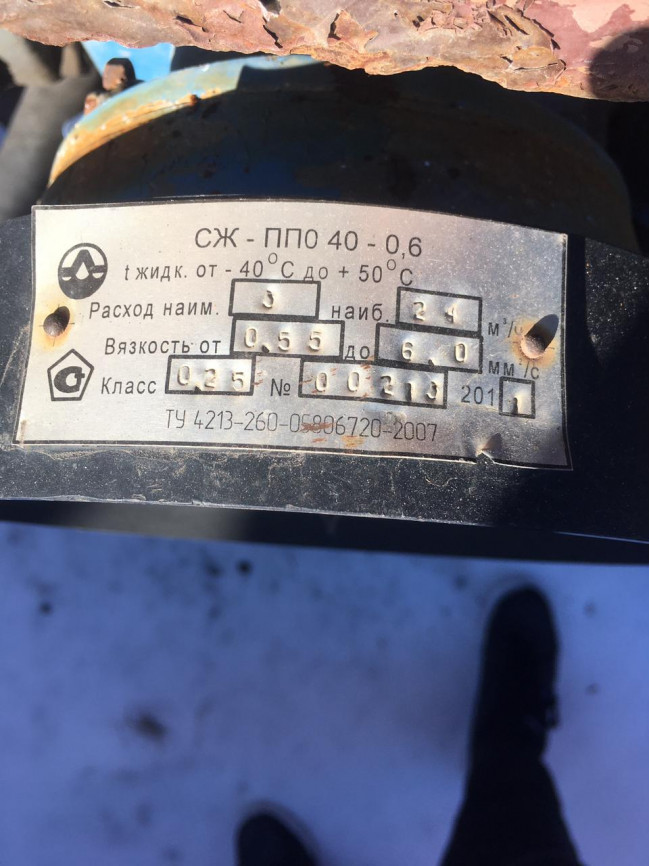 СЖ - ППО 40 - 0,6
t жидк. от - 40°С до + 50°С
Расход наим. 3 наиб. 21 м³/ч
Вязкость от 0.55 до 6.0 мм²/с
Класс 0.25 № 00213 2011
ТУ 4213-260-05806720-2007